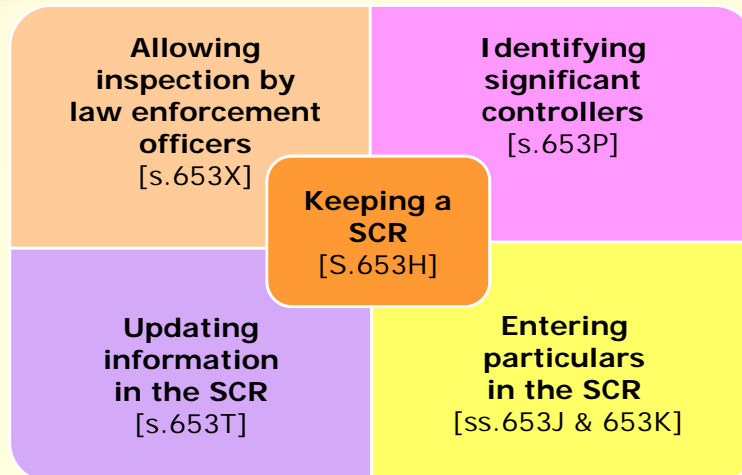 Allowing
inspection by
law enforcement
officers
[s.653X]
Identifying
significant
controllers
[s.653P]
Keeping a
SCR
[S.653H]
Updating
information
in the SCR
[s.653T]
Entering
particulars
in the SCR
[ss.653J & 653K]